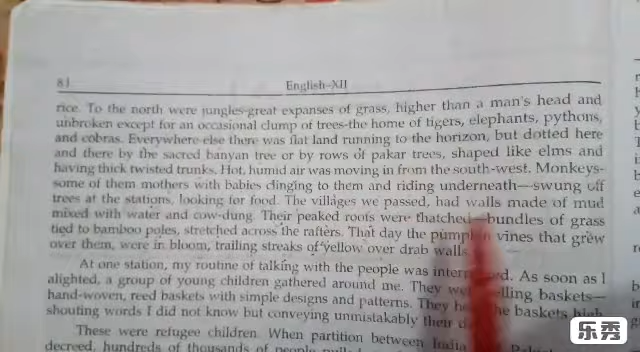 81
English-XII
rice. To the north were jungles-great expanses of grass, higher than a man's head and
unbroken except for an occasional clump of trees-the home of tigers, elephants, pythons,
and cobras. Everywhere else there was flat land running to the horizon, but dotted here
and there by the sacred banyan tree or by rows of pakar trees, shaped like elms and
having thick twisted trunks. Hot, humid air was moving in from the south-west. Monkeys-
some of them mothers with babies clinging to them and riding underneath—swung off
trees at the stations, looking for food. The villages we passed, had walls made of mud
mixed with water and cow-dung. Their peaked roofs were thatched—bundles of grass
tied to bamboo poles, stretched across the rafters. That day the pumpkin vines that grew
over them, were in bloom, trailing streaks of yellow over drab walls.
At one station, my routine of talking with the people was As soon as I
alighted, a group of young children gathered around me. They baskets—
hand-woven, reed baskets with simple designs and patterns. They the baskets high
shouting words I did not know but conveying unmistakably their
These were refugee children. When partition between
decreed, hundreds of thousands of people
乐秀